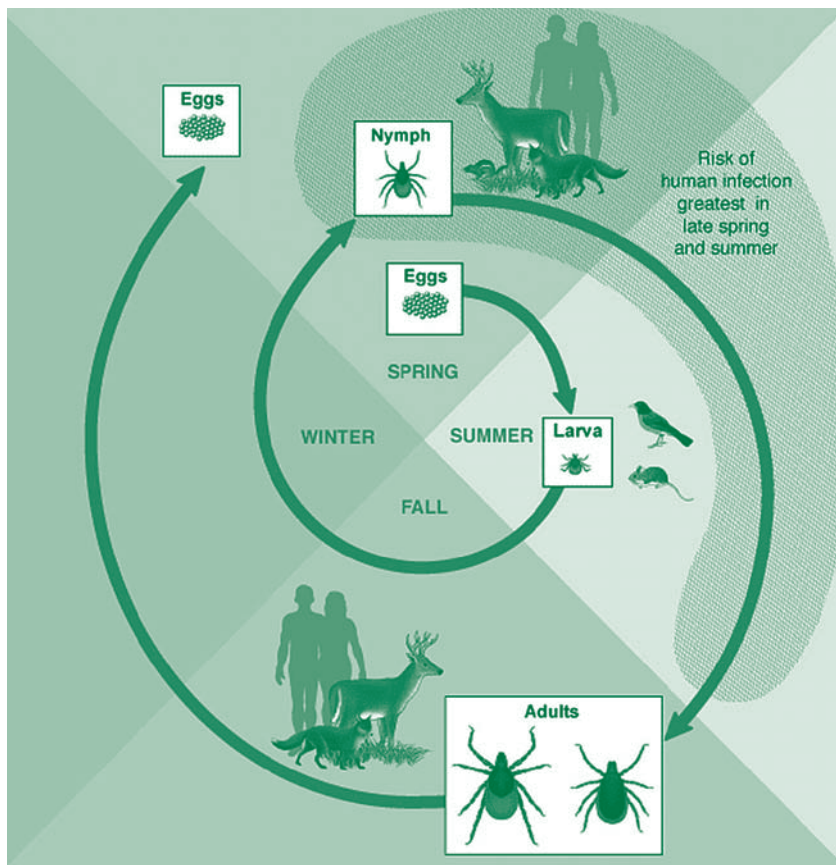 Eggs
Nymph
Risk of
human infection
greatest in
late spring
and summer
Eggs
SPRING
WINTER
SUMMER
Larva
FALL
Adults